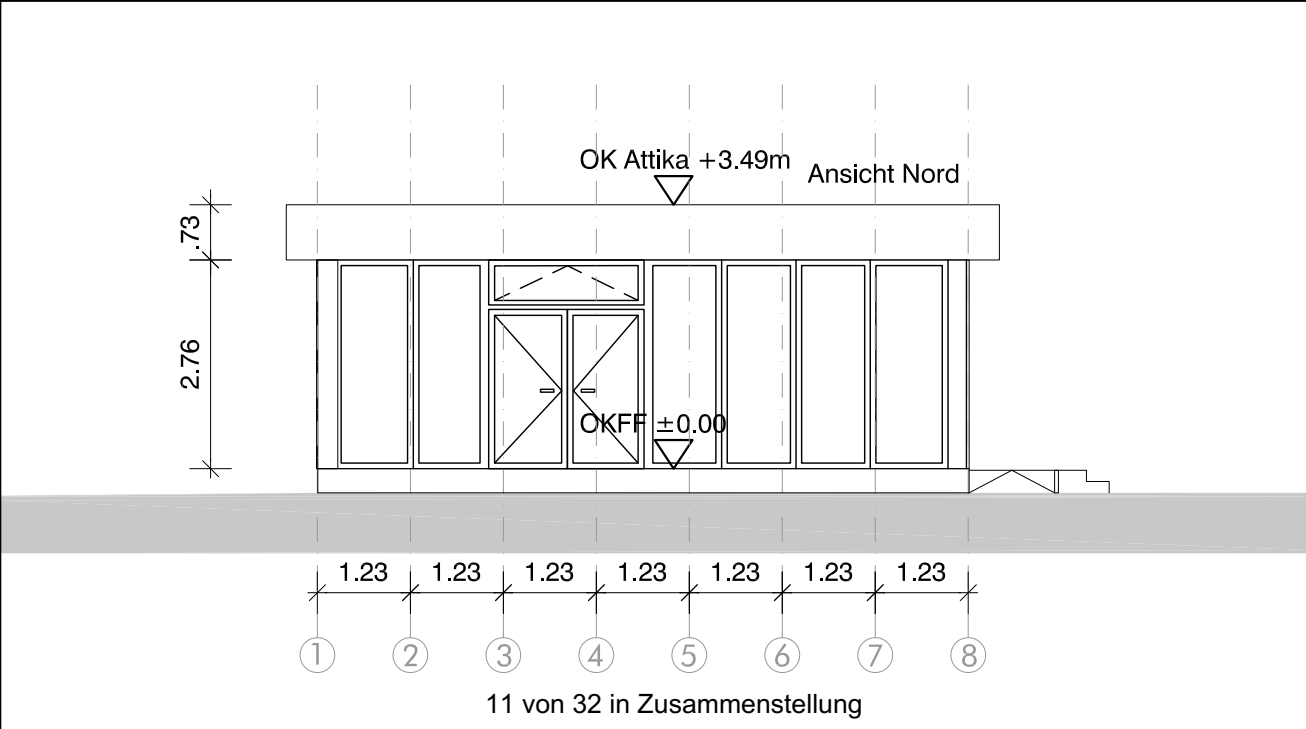 OK Attika +3.49m
Ansicht Nord
.73
2.76
OKFF ±0.00
1.23 1.23 1.23 1.23 1.23 1.23 1.23
1 2 3 4 5 6 7 8
11 von 32 in Zusammenstellung